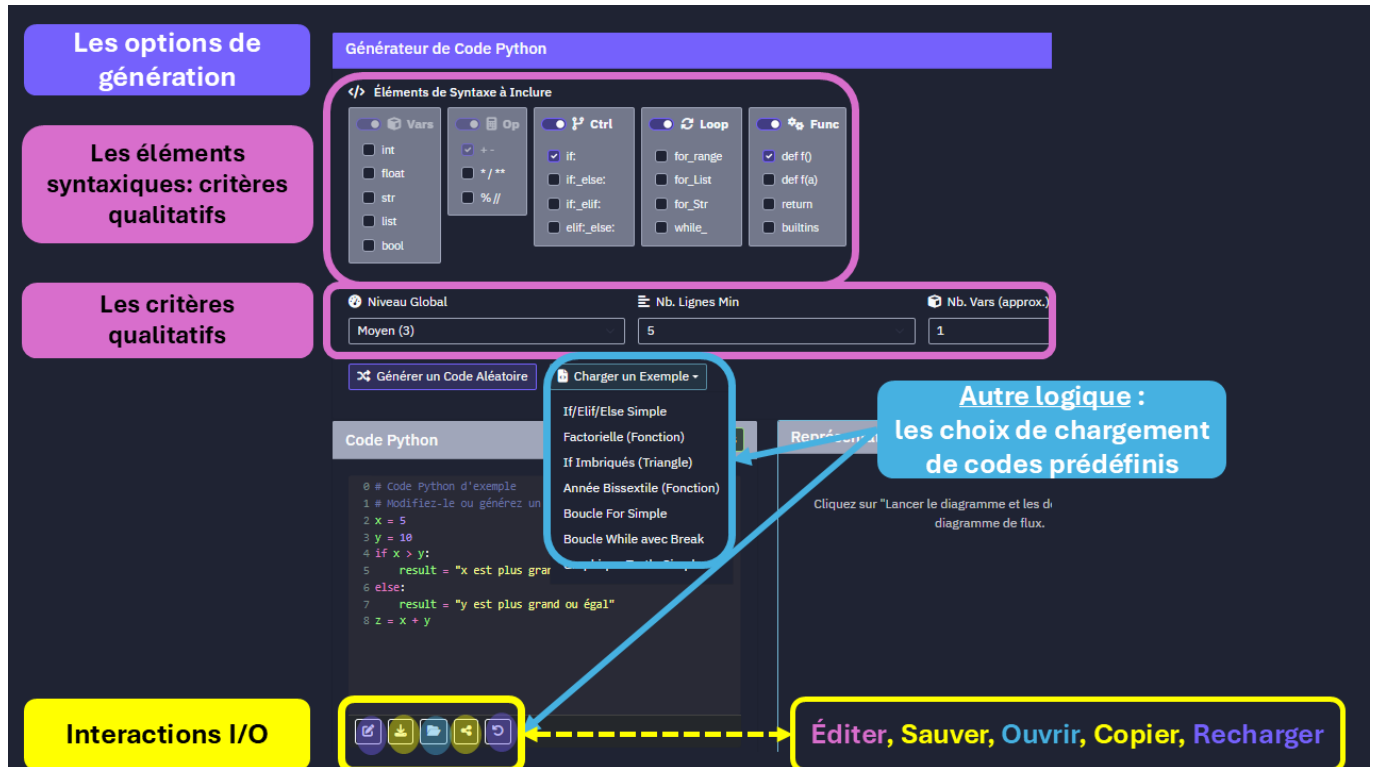 Les options de
génération
Générateur de Code Python
</> Éléments de Syntaxe à Inclure
Vars
int
float
str
list
bool
Op
+ -
* / **
% //
Ctrl
if:
if:_else:
if:_elif:
elif:_else:
Loop
for_range
for_List
for_Str
while_
Func
def f()
def f(a)
return
builtins
Les éléments
syntaxiques: critères
qualitatifs
Les critères
qualitatifs
Niveau Global
Moyen (3)
Nb. Lignes Min
5
Nb. Vars (approx.)
1
Générer un Code Aléatoire
Charger un Exemple
If/Elif/Else Simple
Factorielle (Fonction)
If Imbriqués (Triangle)
Année Bissextile (Fonction)
Boucle For Simple
Boucle While avec Break
Autre logique :
les choix de chargement
de codes prédéfinis
Code Python
0 # Code Python d'exemple
1 # Modifiez-le ou générez un
2 x = 5
3 y = 10
4 if x > y:
5 result = "x est plus gran
6 else:
7 result = "y est plus grand ou égal"
8 z = x + y
Cliquez sur "Lancer le diagramme et les d
diagramme de flux.
Interactions I/O
Éditer, Sauver, Ouvrir, Copier, Recharger